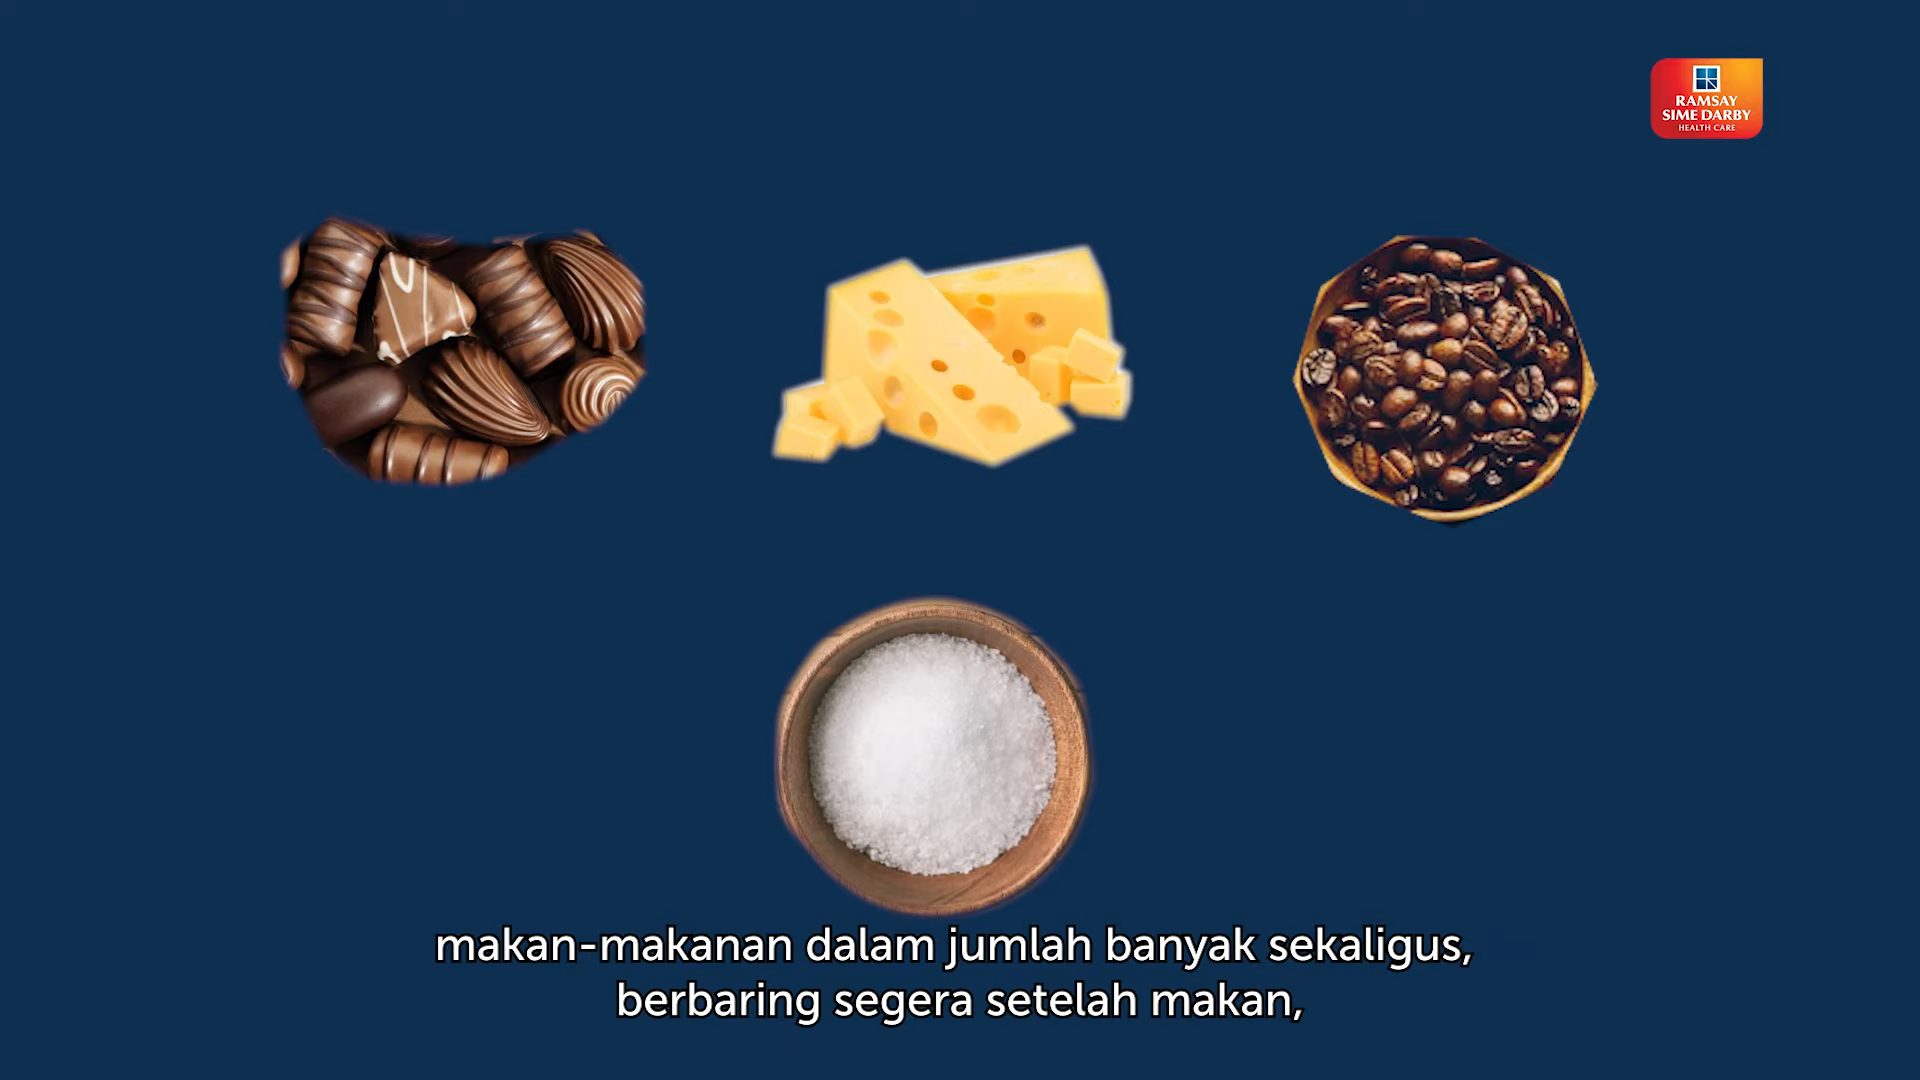 RAMSAY
SIME DARBY
HEALTH CARE
makan-makanan dalam jumlah banyak sekaligus,
berbaring segera setelah makan,